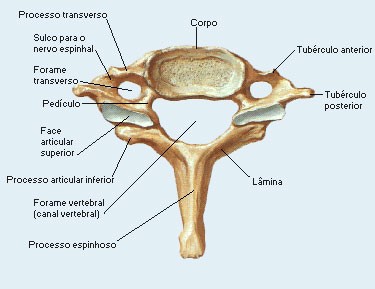 Processo transverso
Corpo
Sulco para o
nervo espinhal
Tubérculo anterior
Forame
transverso
Tubérculo
posterior
Pedículo
Face
articular
superior
Processo articular inferior
Lâmina
Forame vertebral
(canal vertebral)
Processo espinhoso